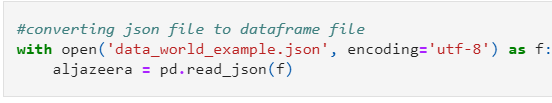 #converting json file to dataframe file
with open('data_world_example.json', encoding='utf-8') as f:
    aljazeera = pd.read_json(f)